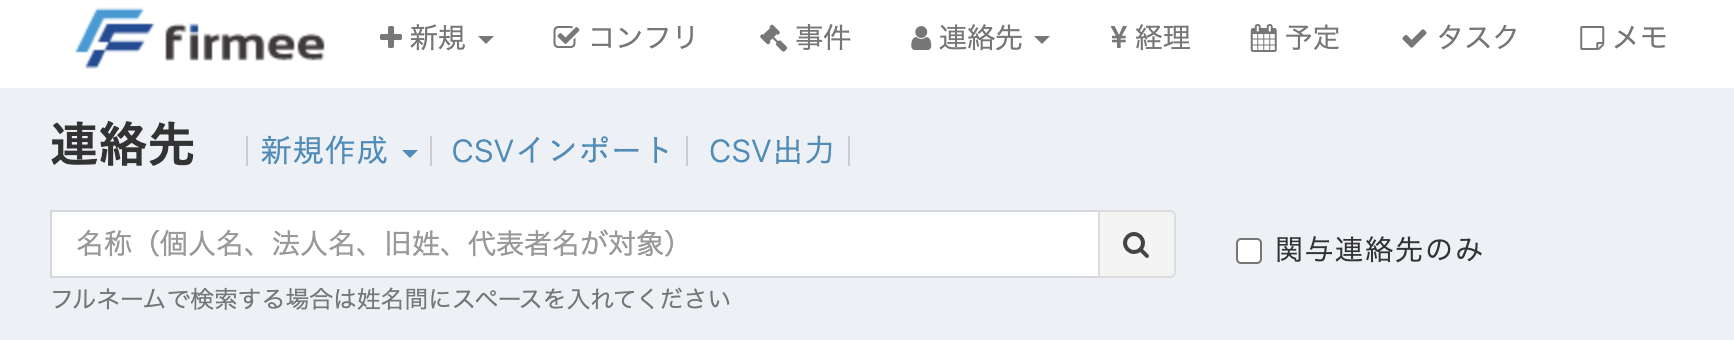 firmee 新規 コンフリ 事件 連絡先 ¥ 経理 予定 タスク メモ
連絡先 新規作成 CSVインポート CSV出力
名称（個人名、法人名、旧姓、代表者名が対象） 関与連絡先のみ
フルネームで検索する場合は姓名間にスペースを入れてください